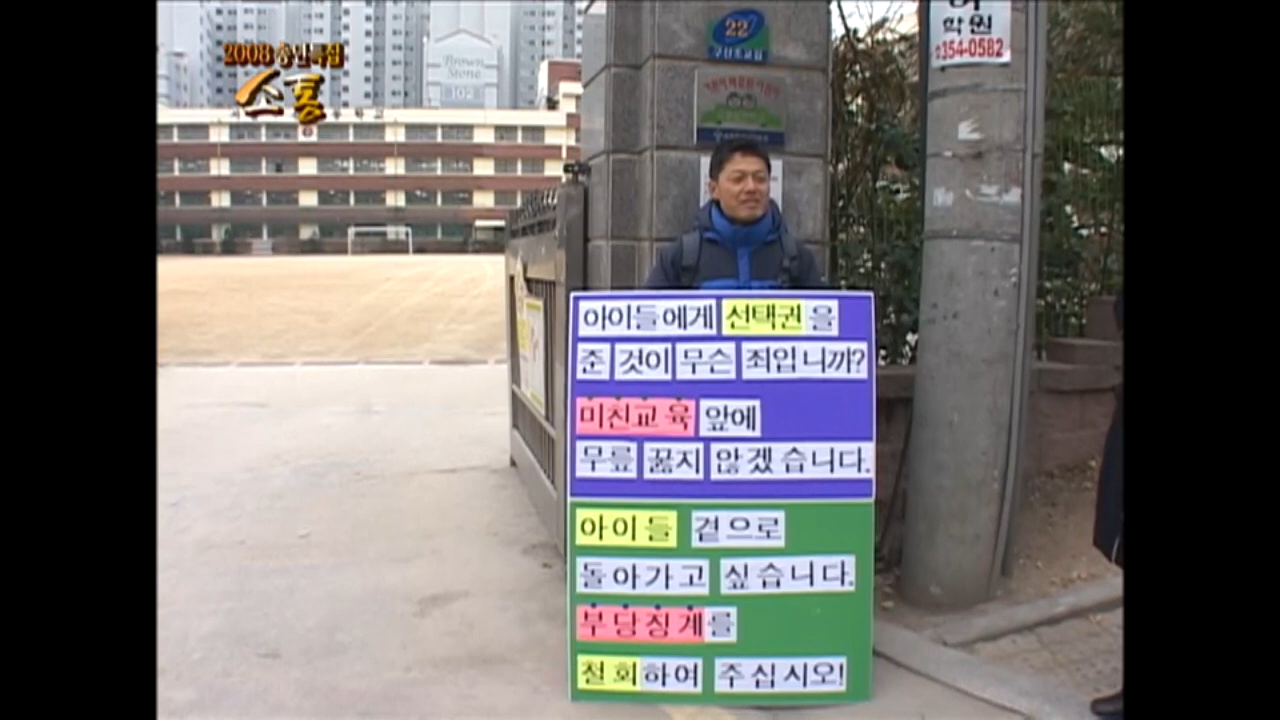 2008 송년특집
소통
Brown
Stone
102
22
학원
354-0582
아이들에게 선택권을
준 것이 무슨 죄입니까?
미친교육 앞에
무릎 꿇지 않겠습니다.
아이들 곁으로
돌아가고 싶습니다.
부당징계를
철회하여 주십시오!